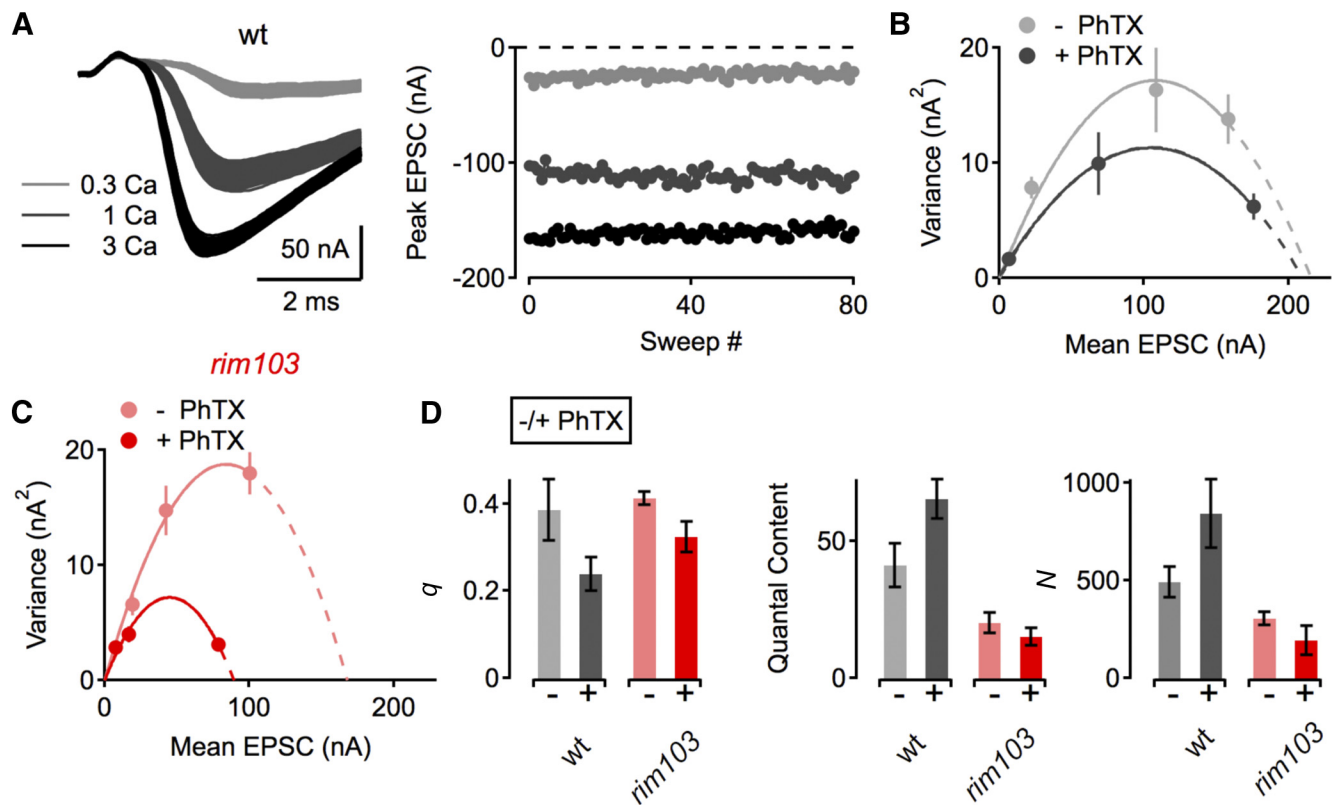 A
wt
0.3 Ca
1 Ca
3 Ca
50 nA
2 ms
Peak EPSC (nA)
0
-100
-200
0
40
80
Sweep #
B
- PhTX
+ PhTX
Variance (nA²)
20
10
0
0
100
200
Mean EPSC (nA)
rim103
C
- PhTX
+ PhTX
Variance (nA²)
20
10
0
0
100
200
Mean EPSC (nA)
D
-/+ PhTX
q
0.4
0.2
0
- + - +
wt
rim103
Quantal Content
50
0
- + - +
wt
rim103
N
1000
500
0
- + - +
wt
rim103